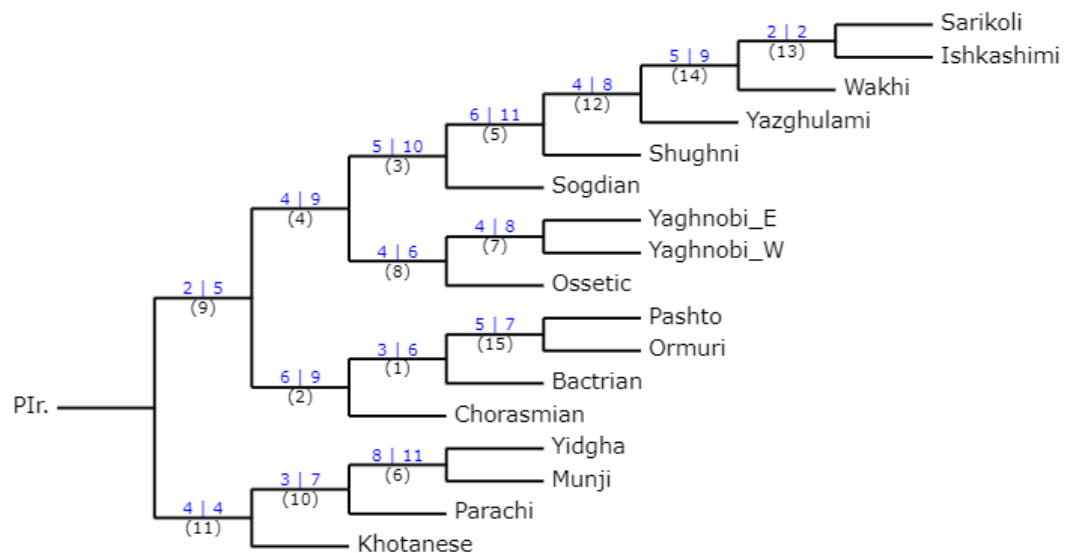 Sarikoli
2 | 2
(13)
Ishkashimi
5 | 9
(14)
Wakhi
4 | 8
(12)
Yazghulami
6 | 11
(5)
Shughni
5 | 10
(3)
Sogdian
4 | 9
(4)
Yaghnobi_E
4 | 8
(7)
Yaghnobi_W
4 | 6
(8)
Ossetic
2 | 5
(9)
Pashto
5 | 7
(15)
Ormuri
3 | 6
(1)
Bactrian
6 | 9
(2)
Chorasmian
PIr.
Yidgha
8 | 11
(6)
Munji
3 | 7
(10)
Parachi
4 | 4
(11)
Khotanese